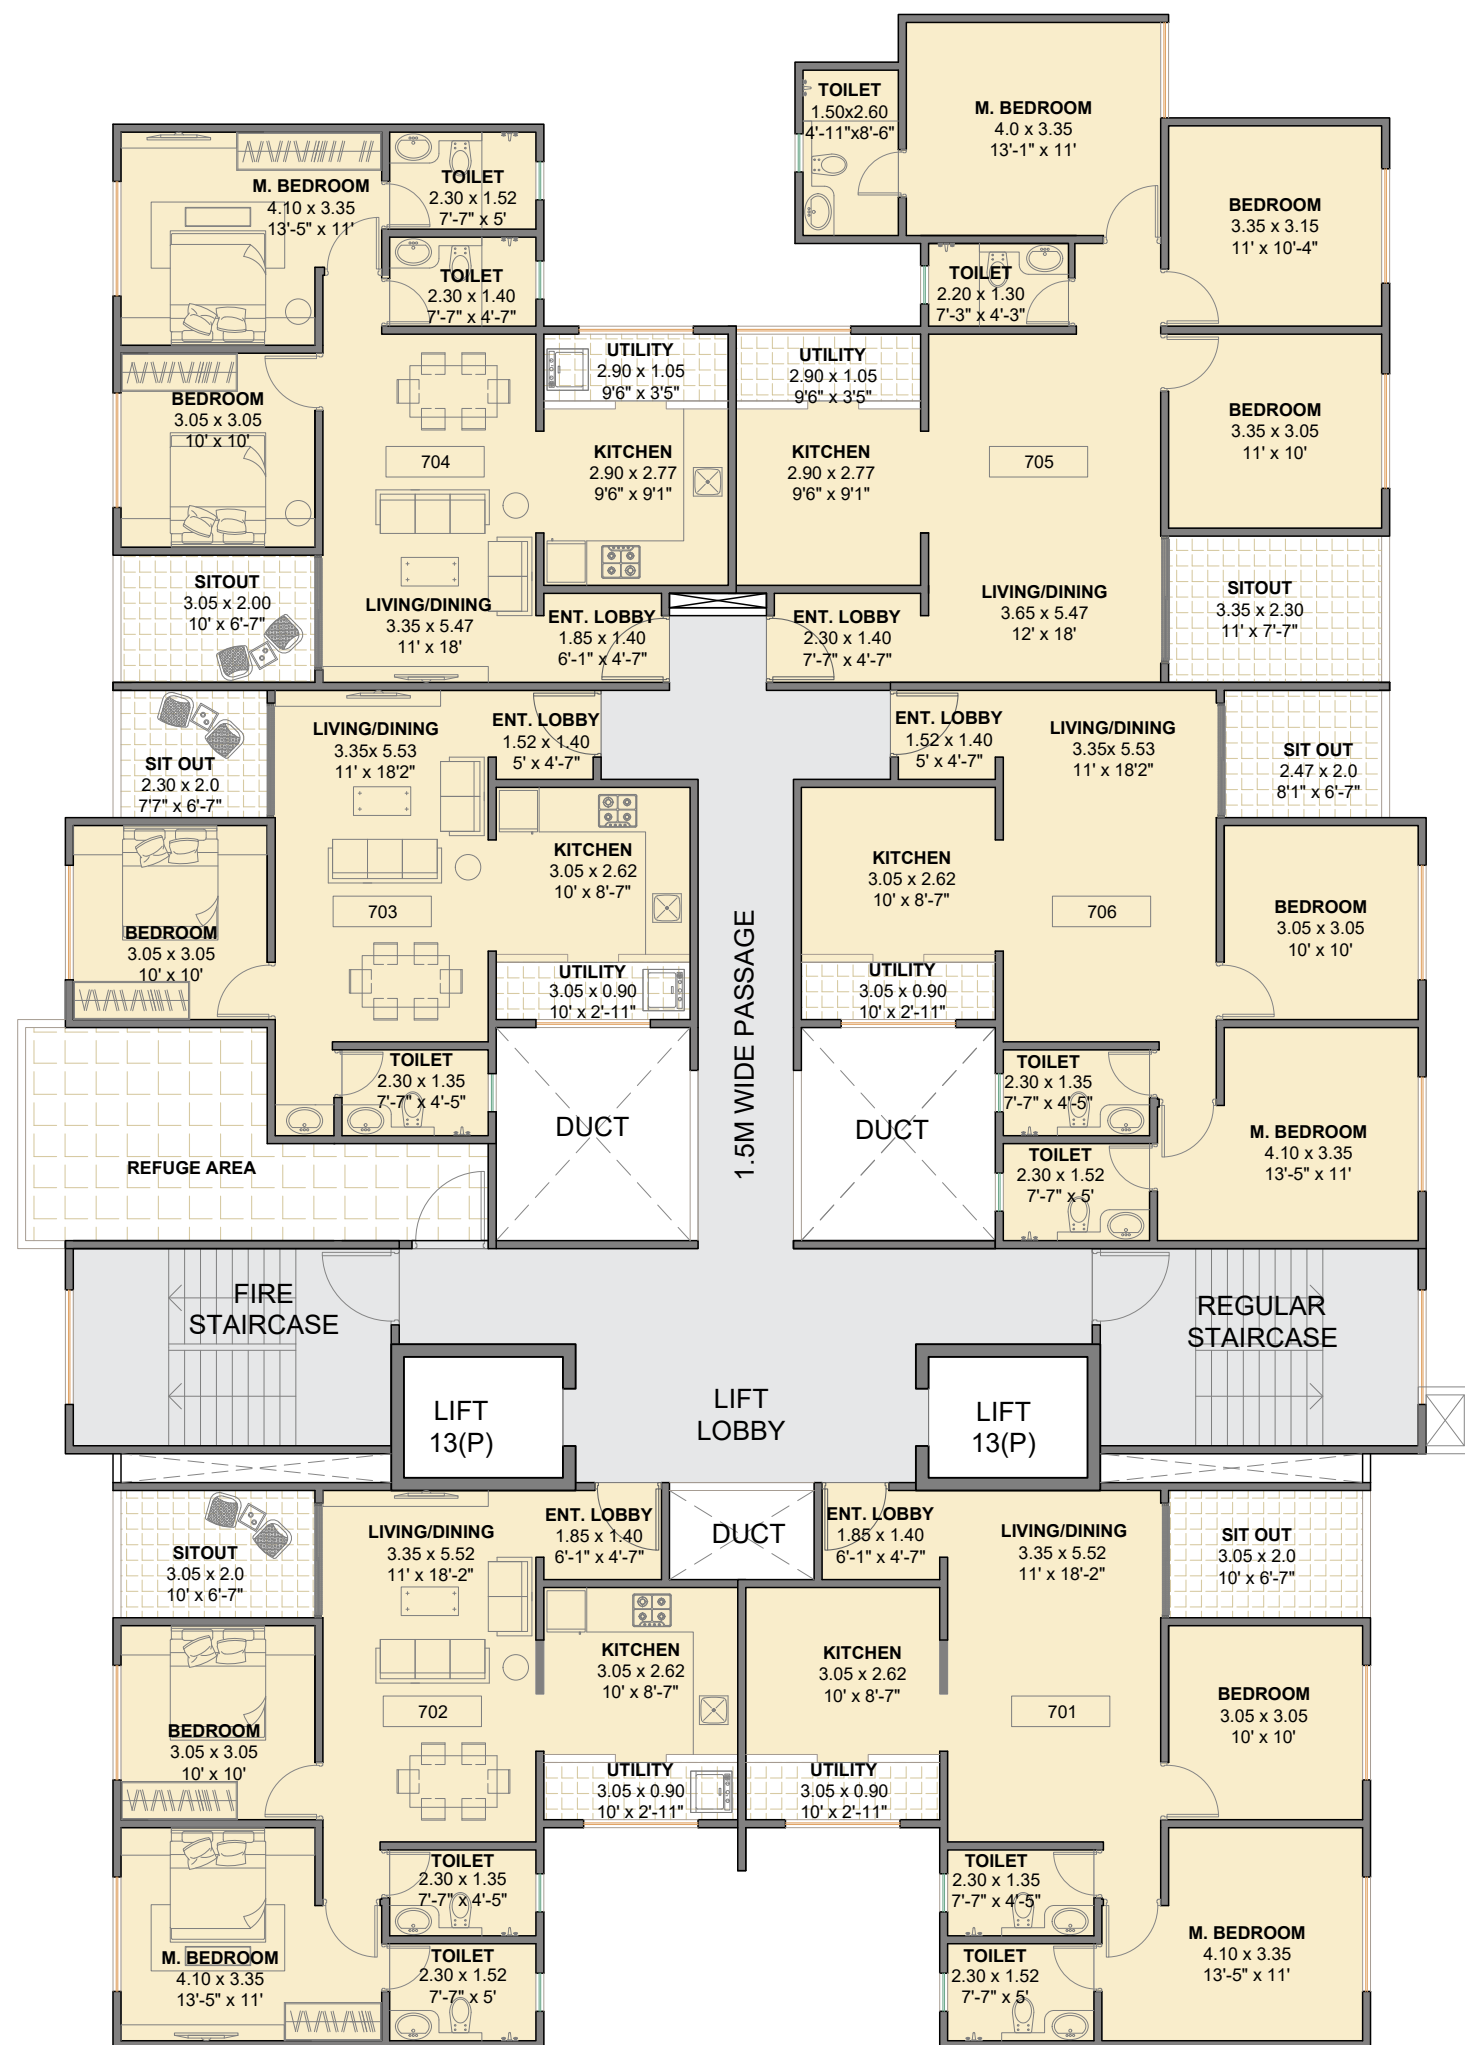 TOILET
1.50x2.60
4'-11"x8'-6"
M. BEDROOM
4.0 x 3.35
13'-1" x 11'
M. BEDROOM
4.10 x 3.35
13'-5" x 11'
TOILET
2.30 x 1.52
7'-7" x 5'
TOILET
2.30 x 1.40
7'-7" x 4'-7"
BEDROOM
3.35 x 3.15
11' x 10'-4"
TOILET
2.20 x 1.30
7'-3" x 4'-3"
UTILITY
2.90 x 1.05
9'6" x 3'5"
UTILITY
2.90 x 1.05
9'6" x 3'5"
BEDROOM
3.05 x 3.05
10' x 10'
BEDROOM
3.35 x 3.05
11' x 10'
704
KITCHEN
2.90 x 2.77
9'6" x 9'1"
KITCHEN
2.90 x 2.77
9'6" x 9'1"
705
SITOUT
3.05 x 2.00
10' x 6'-7"
LIVING/DINING
3.35 x 5.47
11' x 18'
ENT. LOBBY
1.85 x 1.40
6'-1" x 4'-7"
ENT. LOBBY
2.30 x 1.40
7'-7" x 4'-7"
LIVING/DINING
3.65 x 5.47
12' x 18'
SITOUT
3.35 x 2.30
11' x 7'-7"
SIT OUT
2.30 x 2.0
7'7" x 6'-7"
LIVING/DINING
3.35x 5.53
11' x 18'2"
ENT. LOBBY
1.52 x 1.40
5' x 4'-7"
ENT. LOBBY
1.52 x 1.40
5' x 4'-7"
LIVING/DINING
3.35x 5.53
11' x 18'2"
SIT OUT
2.47 x 2.0
8'1" x 6'-7"
KITCHEN
3.05 x 2.62
10' x 8'-7"
KITCHEN
3.05 x 2.62
10' x 8'-7"
703
706
BEDROOM
3.05 x 3.05
10' x 10'
BEDROOM
3.05 x 3.05
10' x 10'
UTILITY
3.05 x 0.90
10' x 2'-11"
1.5M WIDE PASSAGE
UTILITY
3.05 x 0.90
10' x 2'-11"
TOILET
2.30 x 1.35
7'-7" x 4'-5"
DUCT
DUCT
TOILET
2.30 x 1.35
7'-7" x 4'-5"
M. BEDROOM
4.10 x 3.35
13'-5" x 11'
REFUGE AREA
TOILET
2.30 x 1.52
7'-7" x 5'
FIRE
STAIRCASE
REGULAR
STAIRCASE
LIFT
13(P)
LIFT
LOBBY
LIFT
13(P)
SITOUT
3.05 x 2.0
10' x 6'-7"
LIVING/DINING
3.35 x 5.52
11' x 18'-2"
ENT. LOBBY
1.85 x 1.40
6'-1" x 4'-7"
DUCT
ENT. LOBBY
1.85 x 1.40
6'-1" x 4'-7"
LIVING/DINING
3.35 x 5.52
11' x 18'-2"
SIT OUT
3.05 x 2.0
10' x 6'-7"
KITCHEN
3.05 x 2.62
10' x 8'-7"
KITCHEN
3.05 x 2.62
10' x 8'-7"
702
701
BEDROOM
3.05 x 3.05
10' x 10'
BEDROOM
3.05 x 3.05
10' x 10'
UTILITY
3.05 x 0.90
10' x 2'-11"
UTILITY
3.05 x 0.90
10' x 2'-11"
TOILET
2.30 x 1.35
7'-7" x 4'-5"
TOILET
2.30 x 1.35
7'-7" x 4'-5"
M. BEDROOM
4.10 x 3.35
13'-5" x 11'
TOILET
2.30 x 1.52
7'-7" x 5'
TOILET
2.30 x 1.52
7'-7" x 5'
M. BEDROOM
4.10 x 3.35
13'-5" x 11'